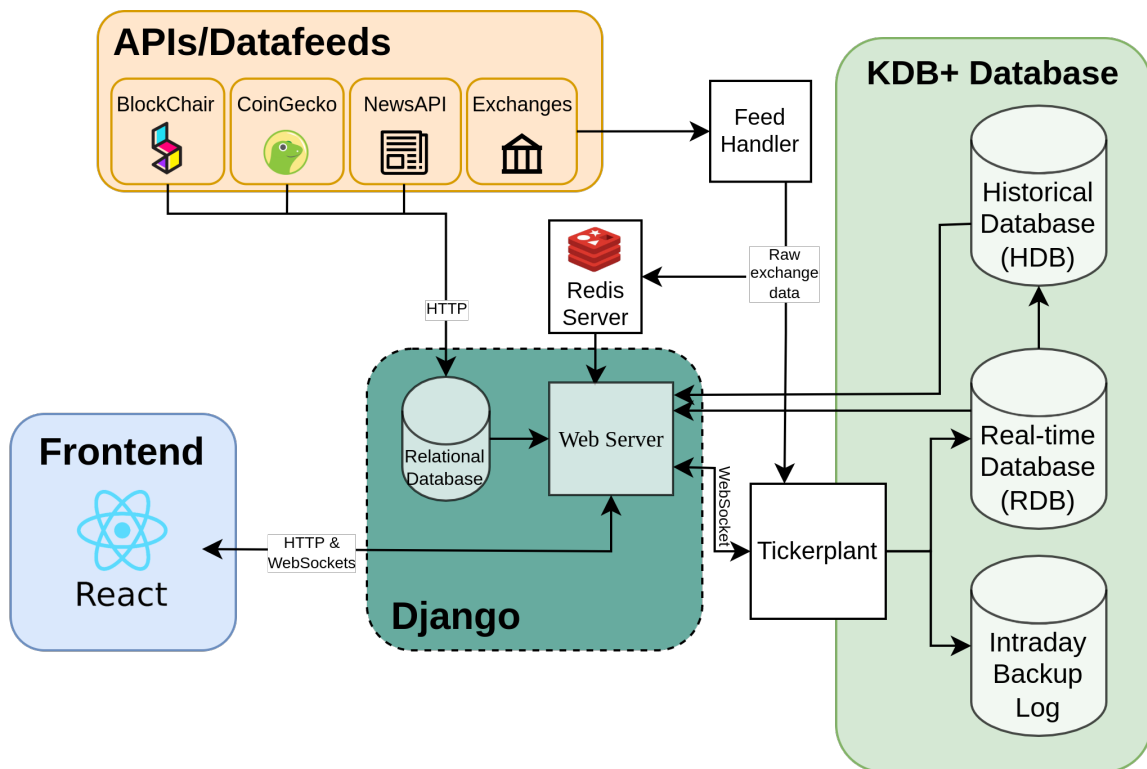 APIs/Datafeeds
BlockChair
CoinGecko
NewsAPI
Exchanges
Feed
Handler
KDB+ Database
Historical
Database
(HDB)
Raw
exchange
data
Redis
Server
HTTP
Relational
Database
Web Server
WebSocket
Real-time
Database
(RDB)
Frontend
React
HTTP &
WebSockets
Django
Tickerplant
Intraday
Backup
Log